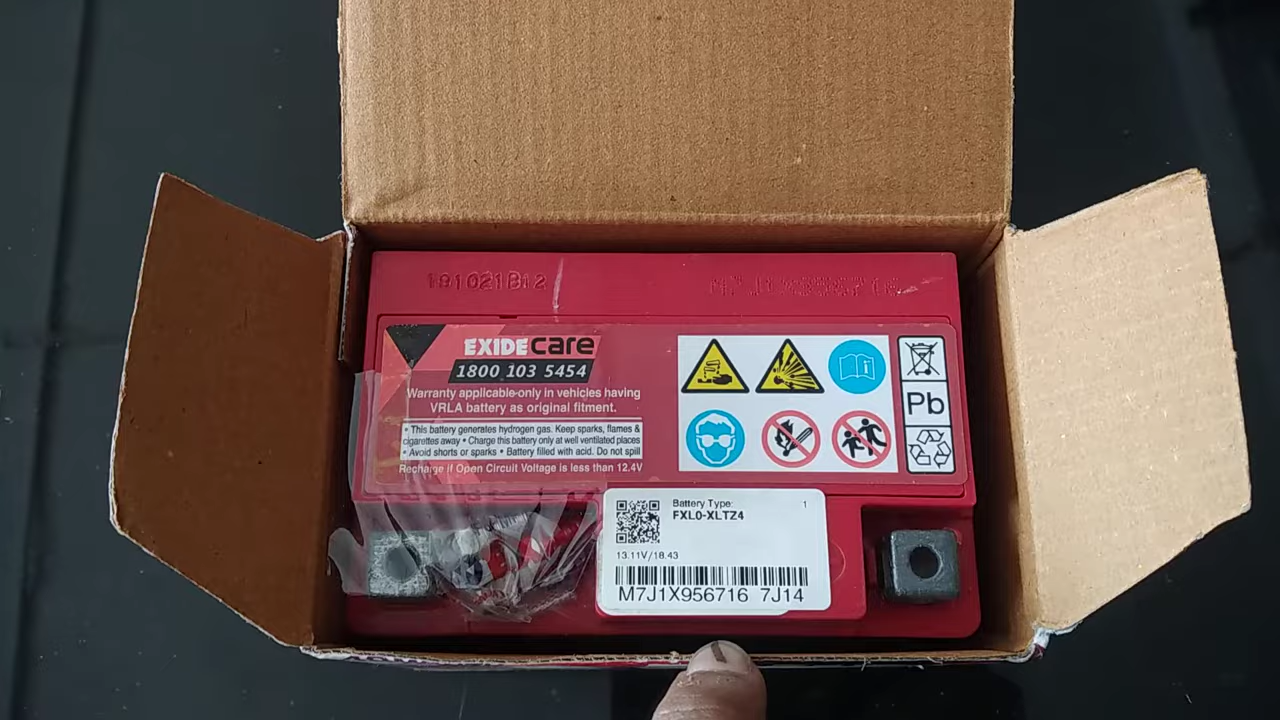 191021B12
EXIDE care
1800 103 5454
Warranty applicable-only in vehicles having
VRLA battery as original fitment.
• This battery generates hydrogen gas. Keep sparks, flames &
cigarettes away • Charge this battery only at well ventilated places
• Avoid shorts or sparks • Battery filled with acid. Do not spill
Recharge if Open Circuit Voltage is less than 12.4V
Pb
Battery Type: 1
FXL0-XLTZ4
13.11V/18.43
M7J1X956716 7J14